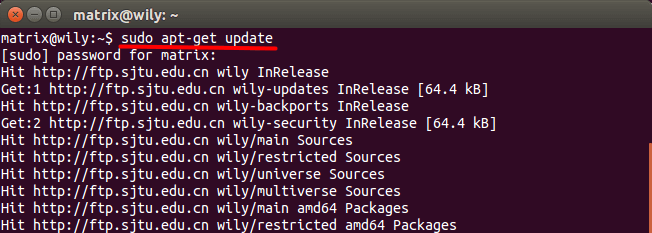 matrix@wily: ~
matrix@wily:~$ sudo apt-get update
[sudo] password for matrix:
Hit http://ftp.sjtu.edu.cn wily InRelease
Get:1 http://ftp.sjtu.edu.cn wily-updates InRelease [64.4 kB]
Hit http://ftp.sjtu.edu.cn wily-backports InRelease
Get:2 http://ftp.sjtu.edu.cn wily-security InRelease [64.4 kB]
Hit http://ftp.sjtu.edu.cn wily/main Sources
Hit http://ftp.sjtu.edu.cn wily/restricted Sources
Hit http://ftp.sjtu.edu.cn wily/universe Sources
Hit http://ftp.sjtu.edu.cn wily/multiverse Sources
Hit http://ftp.sjtu.edu.cn wily/main amd64 Packages
Hit http://ftp.sjtu.edu.cn wily/restricted amd64 Packages